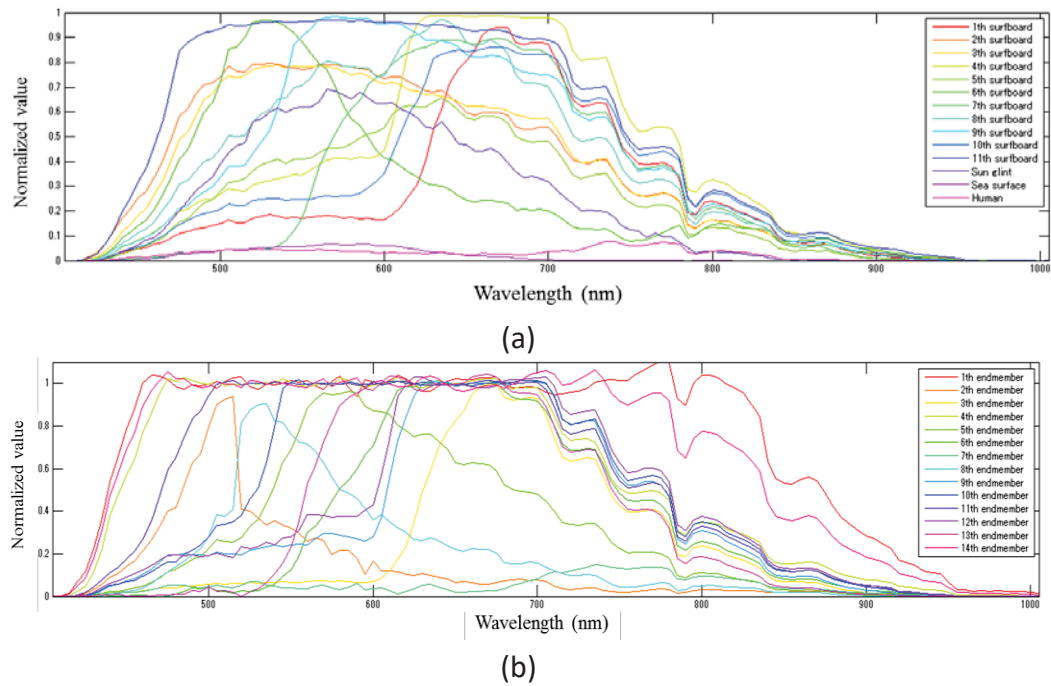 Normalized value
1
0.9
0.8
0.7
0.6
0.5
0.4
0.3
0.2
0.1
0
500
600
700
800
900
1000
Wavelength (nm)
1th surfboard
2th surfboard
3th surfboard
4th surfboard
5th surfboard
6th surfboard
7th surfboard
8th surfboard
9th surfboard
10th surfboard
11th surfboard
Sun glint
Sea surface
Human
(a)
Normalized value
1
0.8
0.6
0.4
0.2
0
500
600
700
800
900
1000
Wavelength (nm)
1th endmember
2th endmember
3th endmember
4th endmember
5th endmember
6th endmember
7th endmember
8th endmember
9th endmember
10th endmember
11th endmember
12th endmember
13th endmember
14th endmember
(b)